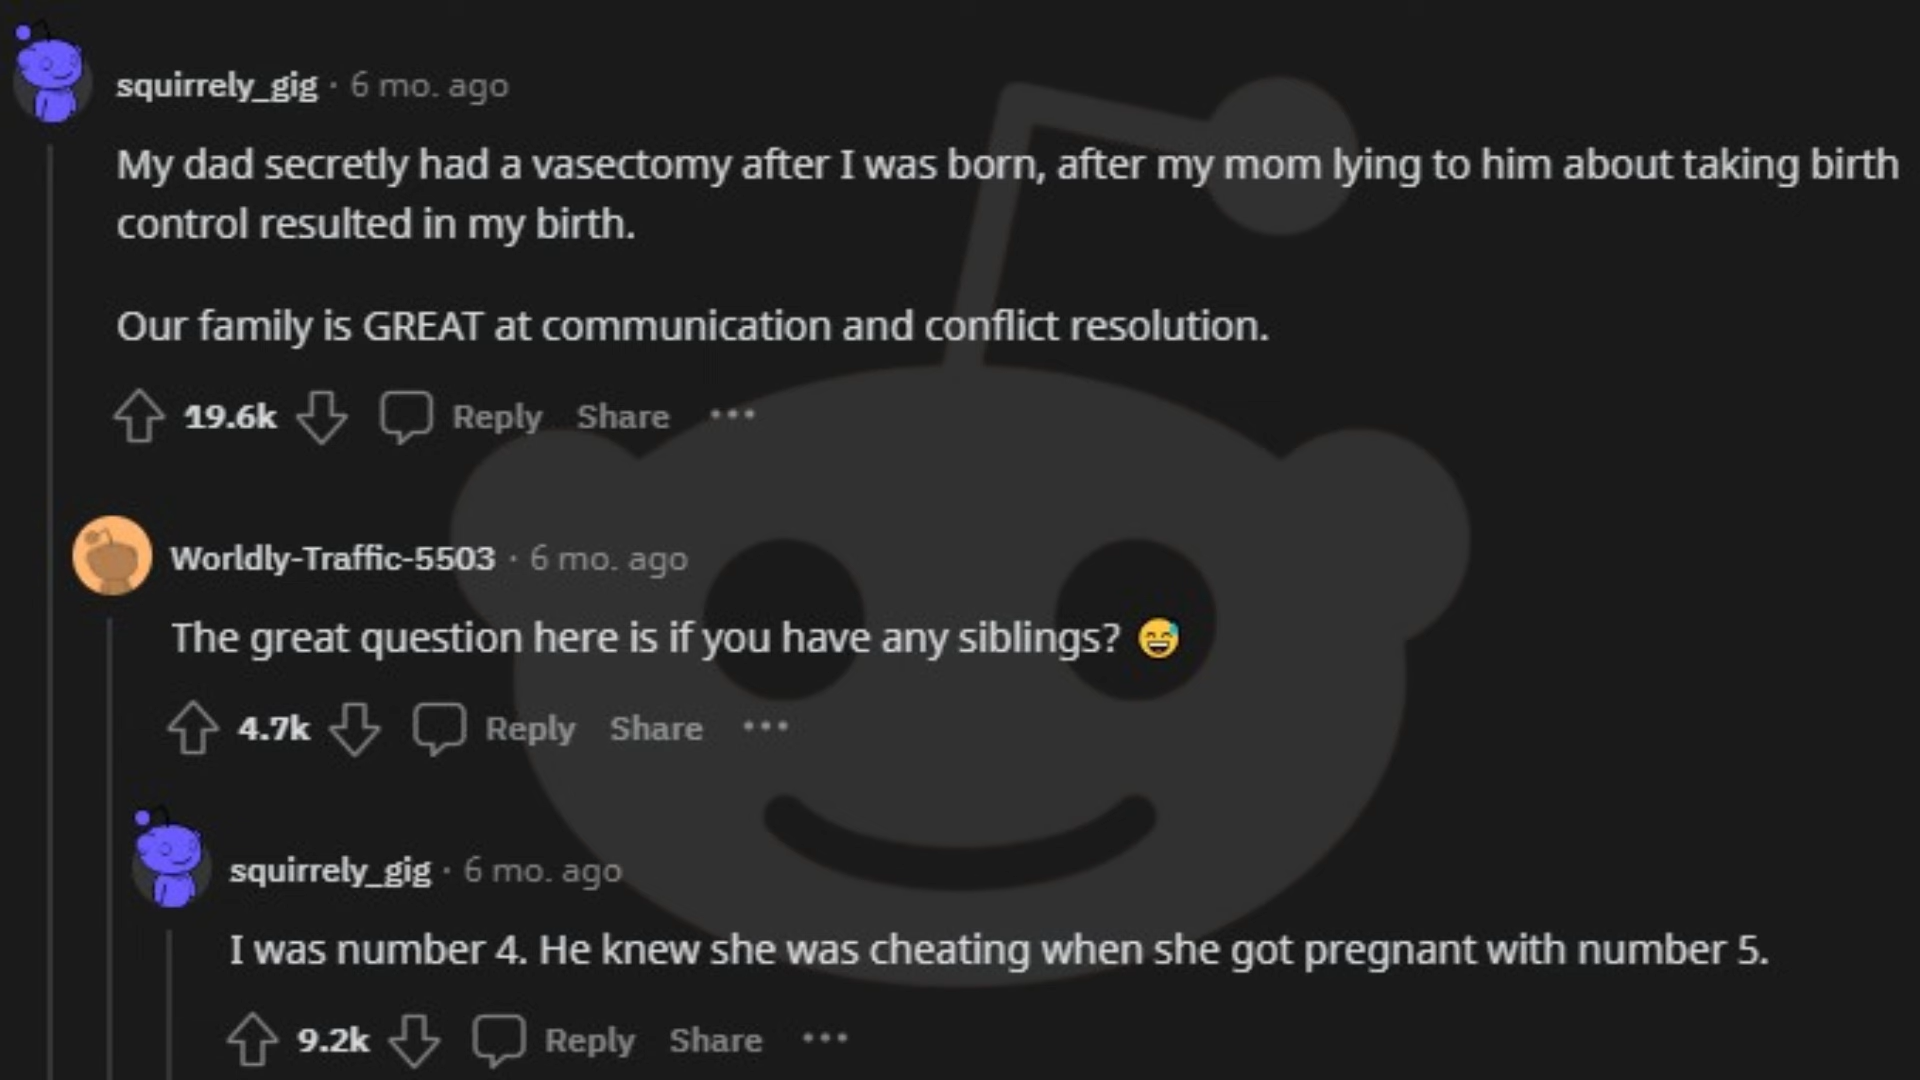 squirrely_gig · 6 mo. ago
My dad secretly had a vasectomy after I was born, after my mom lying to him about taking birth
control resulted in my birth.
Our family is GREAT at communication and conflict resolution.
19.6k Reply Share ···
Worldly-Traffic-5503 · 6 mo. ago
The great question here is if you have any siblings? 😅
4.7k Reply Share ···
squirrely_gig · 6 mo. ago
I was number 4. He knew she was cheating when she got pregnant with number 5.
9.2k Reply Share ···